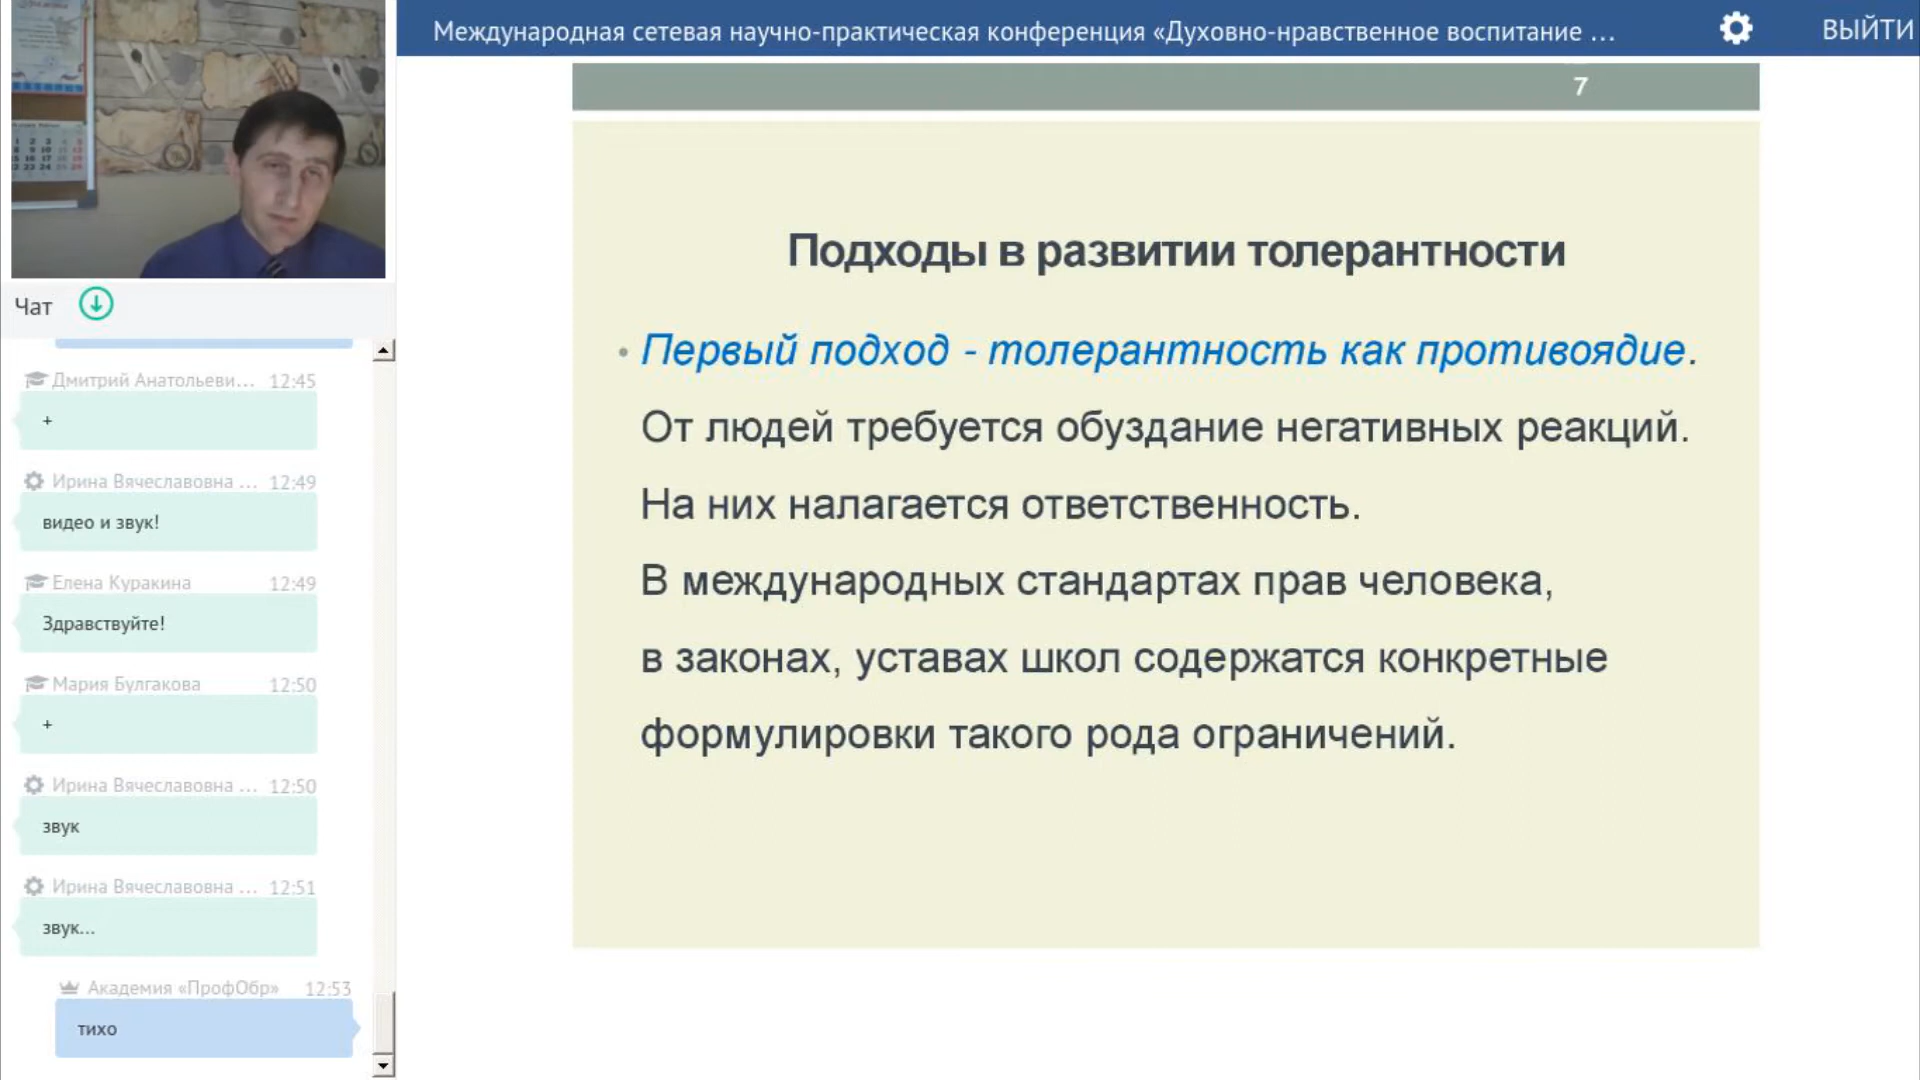 Международная сетевая научно-практическая конференция «Духовно-нравственное воспитание ...
ВЫЙТИ
7
Подходы в развитии толерантности
• Первый подход - толерантность как противоядие.
От людей требуется обуздание негативных реакций.
На них налагается ответственность.
В международных стандартах прав человека,
в законах, уставах школ содержатся конкретные
формулировки такого рода ограничений.
Чат
Дмитрий Анатольеви... 12:45
+
Ирина Вячеславовна ... 12:49
видео и звук!
Елена Куракина 12:49
Здравствуйте!
Мария Булгакова 12:50
+
Ирина Вячеславовна ... 12:50
звук
Ирина Вячеславовна ... 12:51
звук...
Академия «ПрофОбр» 12:53
тихо